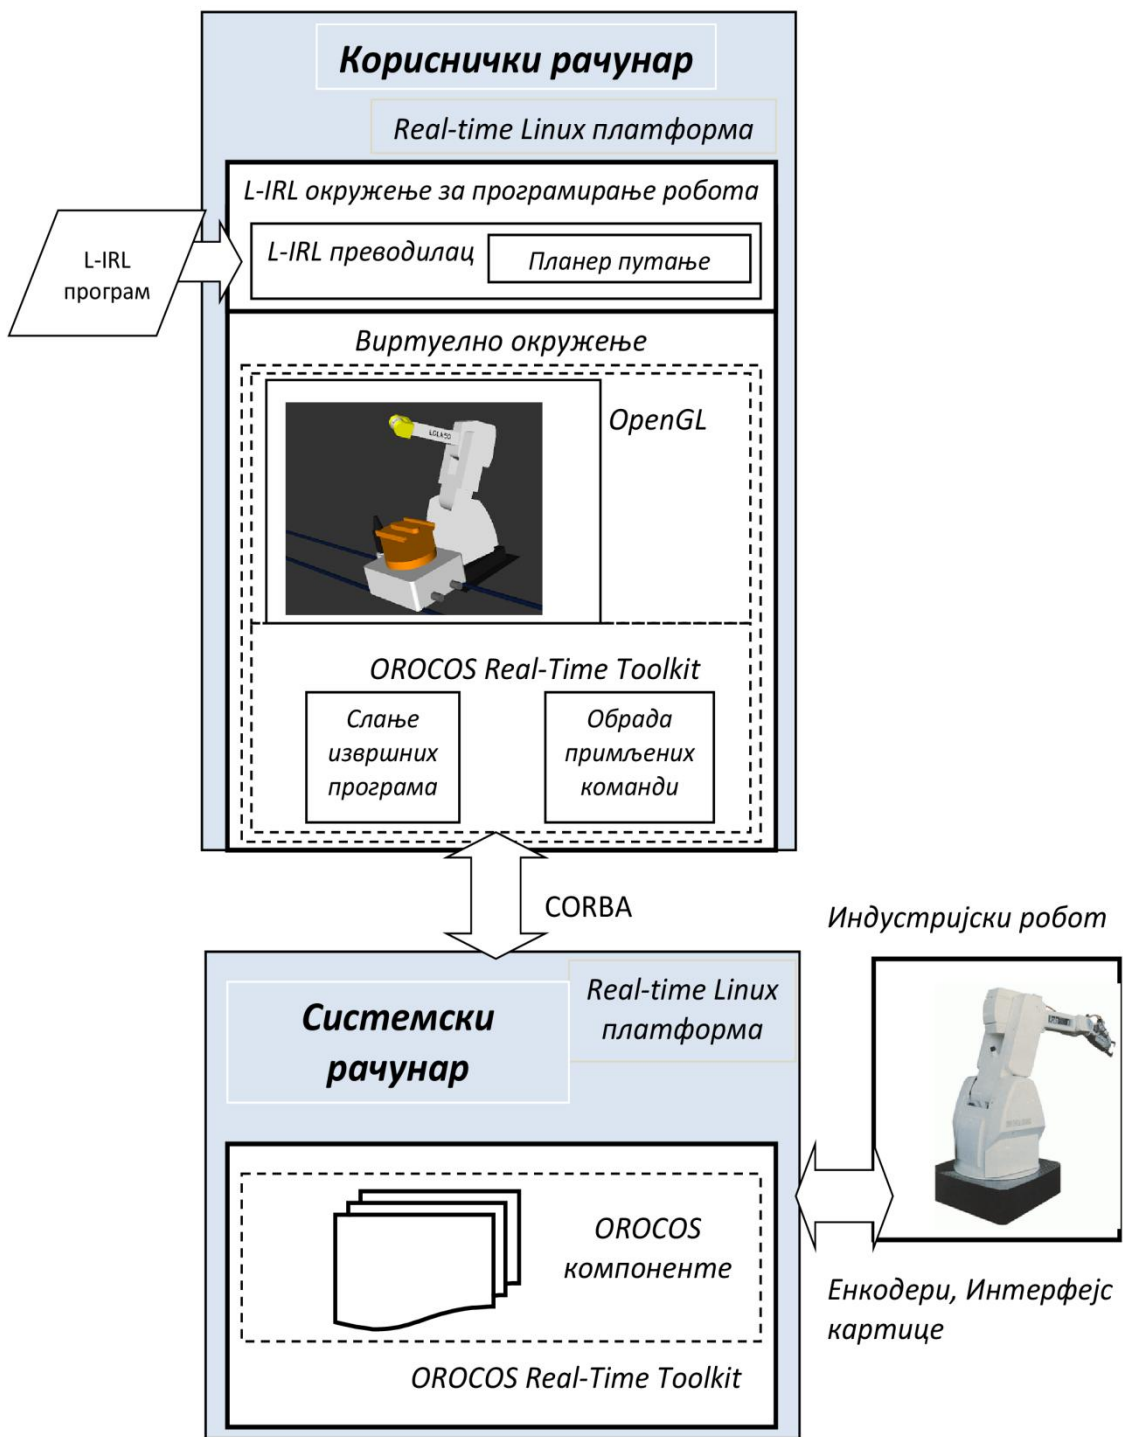 Кориснички рачунар
Real-time Linux платформа
L-IRL окружење за програмирање робота
L-IRL
програм
L-IRL преводилац
Планер путање
Виртуелно окружење
OpenGL
OROCOS Real-Time Toolkit
Слање
извршних
програма
Обрада
примљених
команди
CORBA
Индустријски робот
Системски
рачунар
Real-time Linux
платформа
OROCOS
компоненте
OROCOS Real-Time Toolkit
Енкодери, Интерфејс
картице